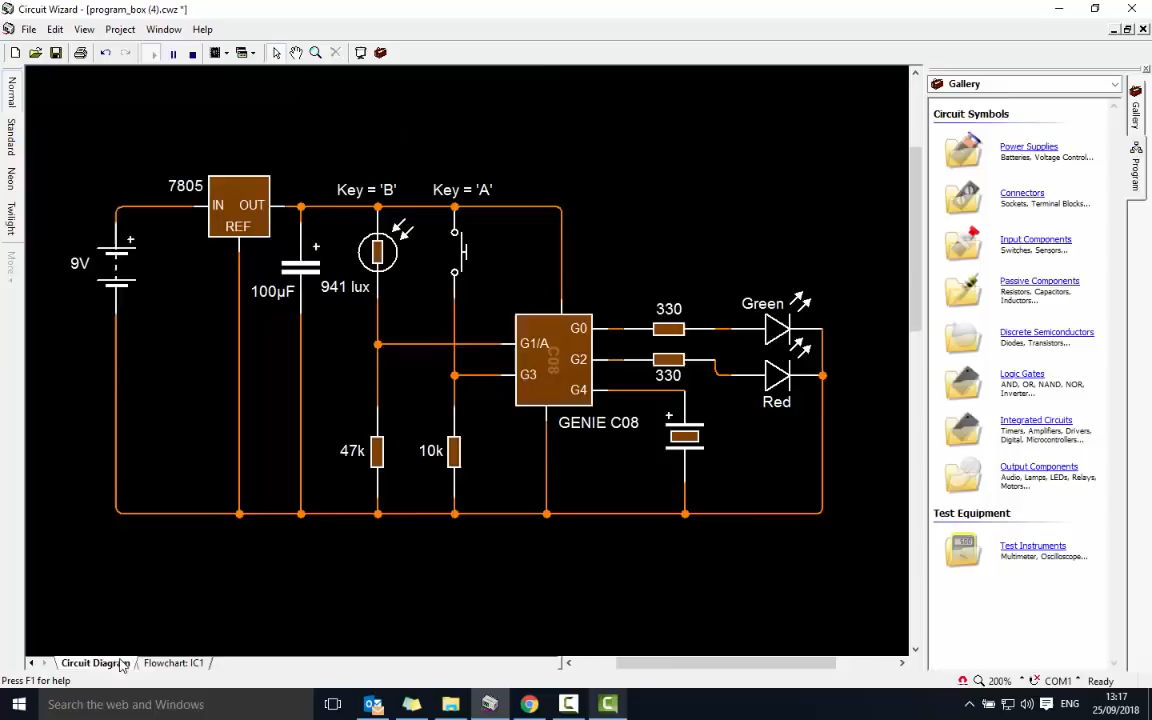 Circuit Wizard - [program_box (4).cwz *]
File Edit View Project Window Help
Normal
Standard
Neon
Twilight
More
Gallery
Gallery
Program
Circuit Symbols
Power Supplies
Batteries, Voltage Control...
Connectors
Sockets, Terminal Blocks...
Input Components
Switches, Sensors...
Passive Components
Resistors, Capacitors,
Inductors...
Discrete Semiconductors
Diodes, Transistors...
Logic Gates
AND, OR, NAND, NOR,
Inverter...
Integrated Circuits
Timers, Amplifiers, Drivers,
Digital, Microcontrollers...
Output Components
Audio, Lamps, LEDs, Relays,
Motors...
Test Equipment
Test Instruments
Multimeter, Oscilloscope...
7805
IN OUT
REF
Key = 'B'
Key = 'A'
+
9V
+
100µF
941 lux
47k
10k
G0
G1/A
G2
G3
G4
C08
GENIE C08
330
330
Green
Red
+
Circuit Diagram
Flowchart: IC1
Press F1 for help
200%
COM1
Ready
Search the web and Windows
ENG
13:17
25/09/2018